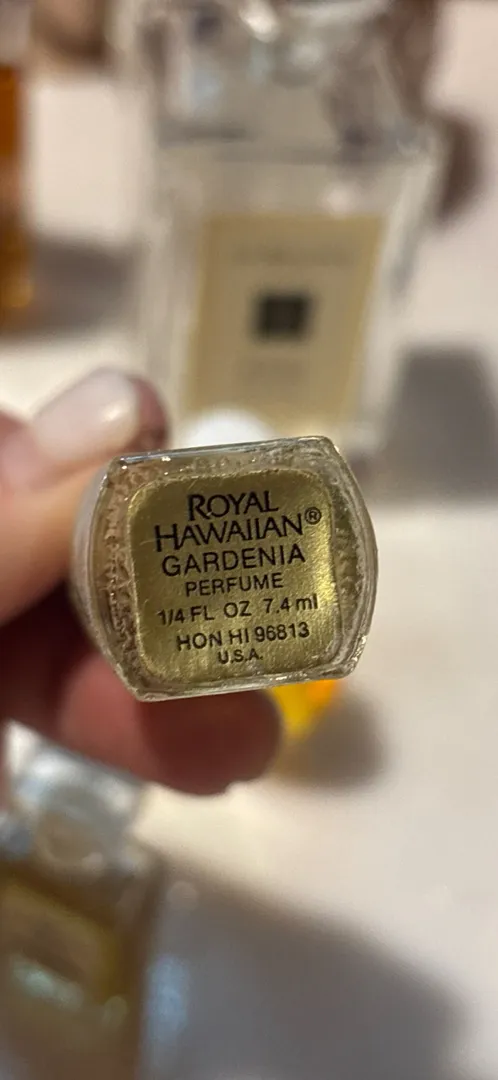 ROYAL
HAWAIIAN®
GARDENIA
PERFUME
1/4 FL OZ 7.4 ml
HON HI 96813
U.S.A.